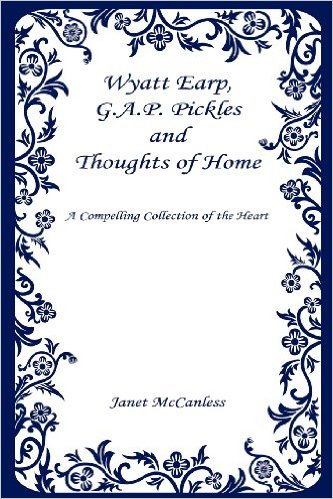 Wyatt Earp,
G.A.P. Pickles
and
Thoughts of Home
A Compelling Collection of the Heart
Janet McCanless